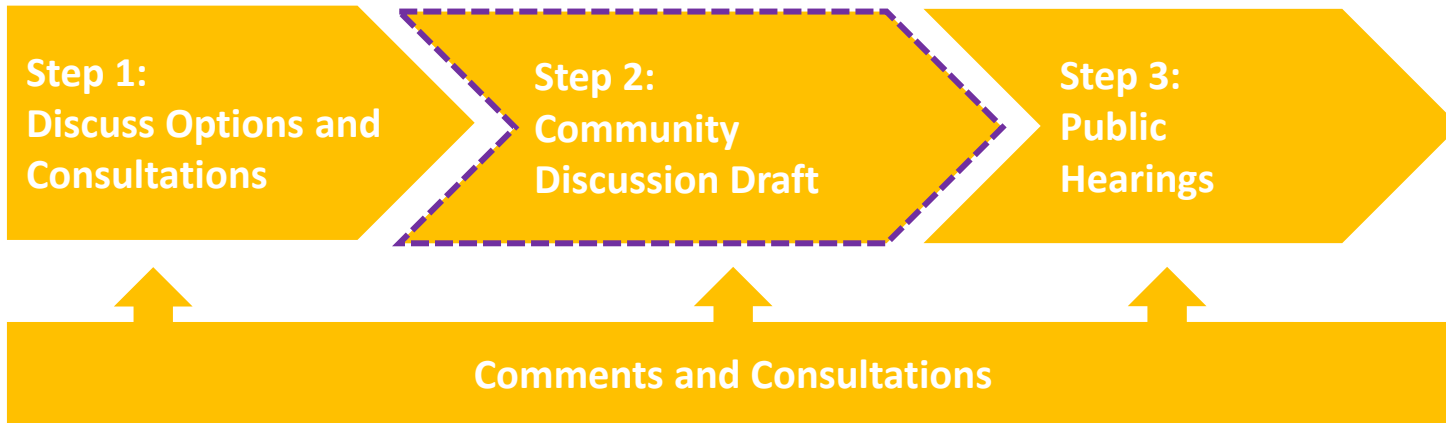 Step 1:
Discuss Options and
Consultations
Step 2:
Community
Discussion Draft
Step 3:
Public
Hearings
Comments and Consultations